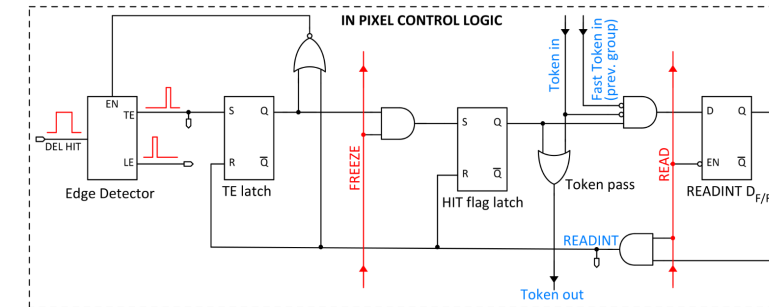 IN PIXEL CONTROL LOGIC
EN
TE
LE
DEL HIT
Edge Detector
S
Q
R
Q
TE latch
FREEZE
S
Q
R
Q
HIT flag latch
Token in
Fast Token in
(prev. group)
Token pass
Token out
READ
READINT
D
Q
EN
Q
READINT D F/F